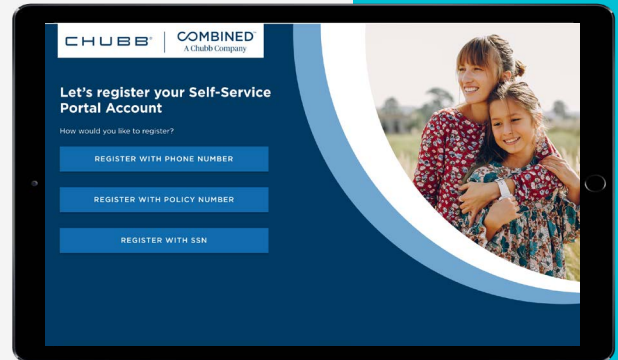 CHUBB® COMBINED
A Chubb Company
Let's register your Self-Service
Portal Account
How would you like to register?
REGISTER WITH PHONE NUMBER
REGISTER WITH POLICY NUMBER
REGISTER WITH SSN